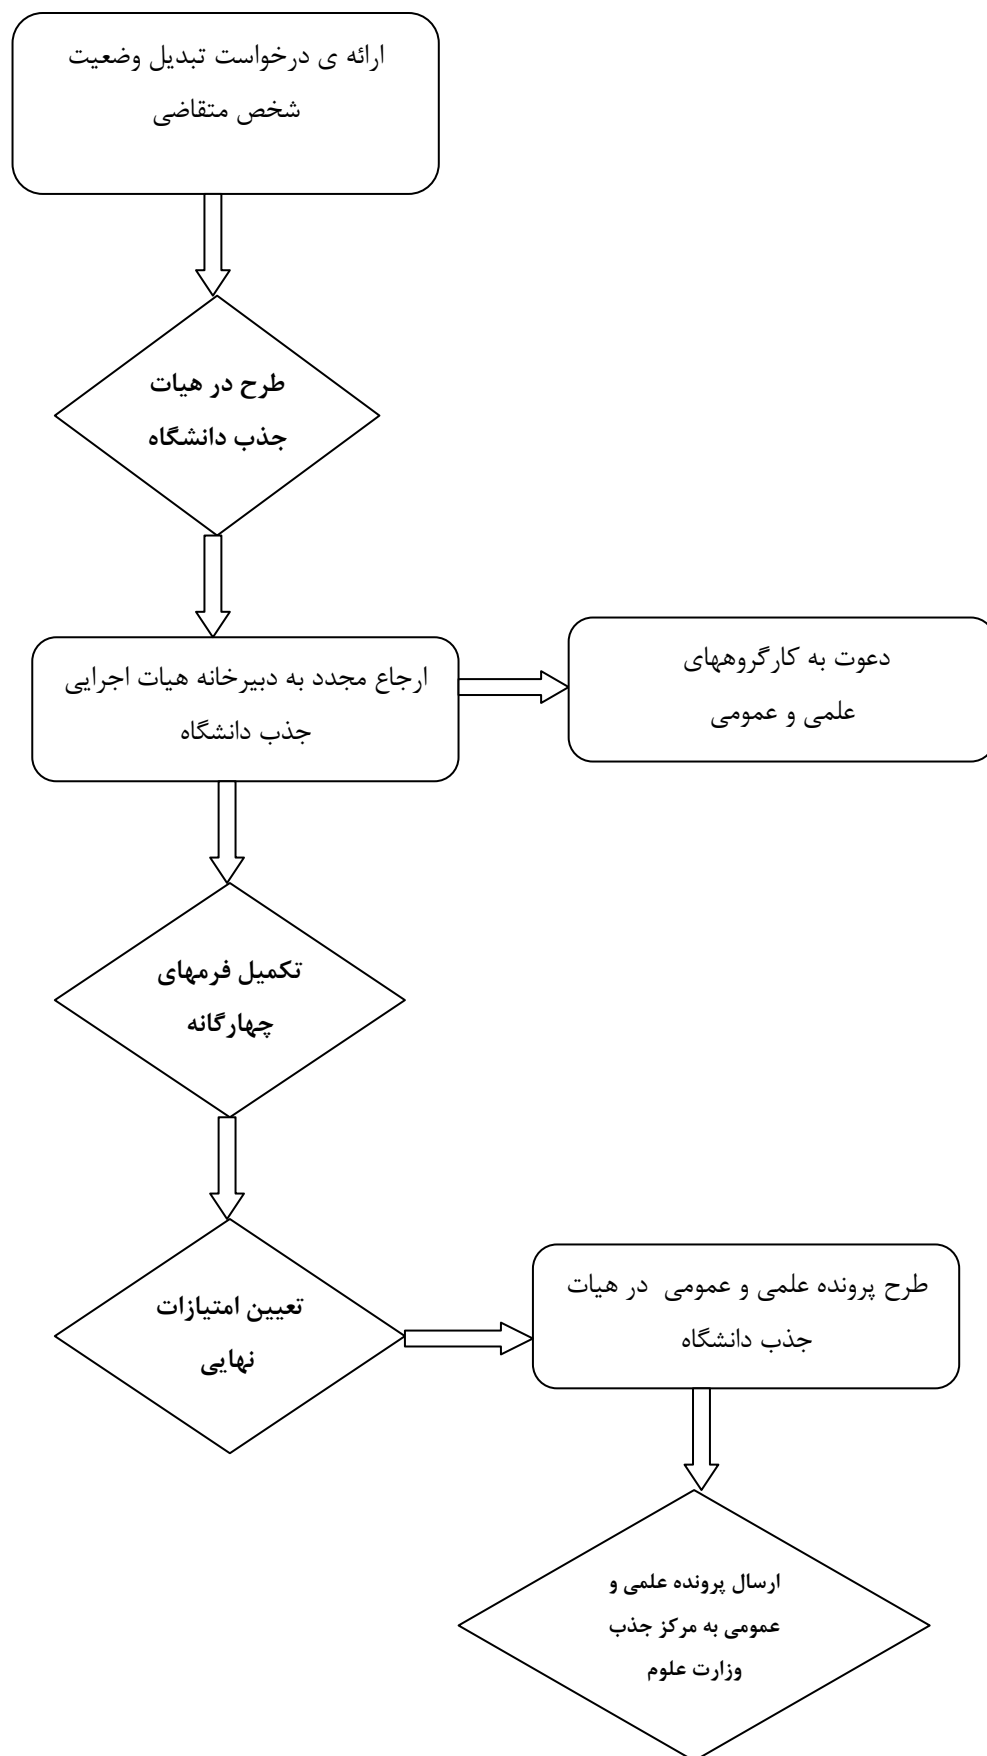 ارائه ی درخواست تبدیل وضعیت
شخص متقاضی
طرح در هیات
جذب دانشگاه
ارجاع مجدد به دبیرخانه هیات اجرایی
جذب دانشگاه
دعوت به کارگروههای
علمی و عمومی
تکمیل فرمهای
چهارگانه
تعیین امتیازات
نهایی
طرح پرونده علمی و عمومی در هیات
جذب دانشگاه
ارسال پرونده علمی و
عمومی به مرکز جذب
وزارت علوم